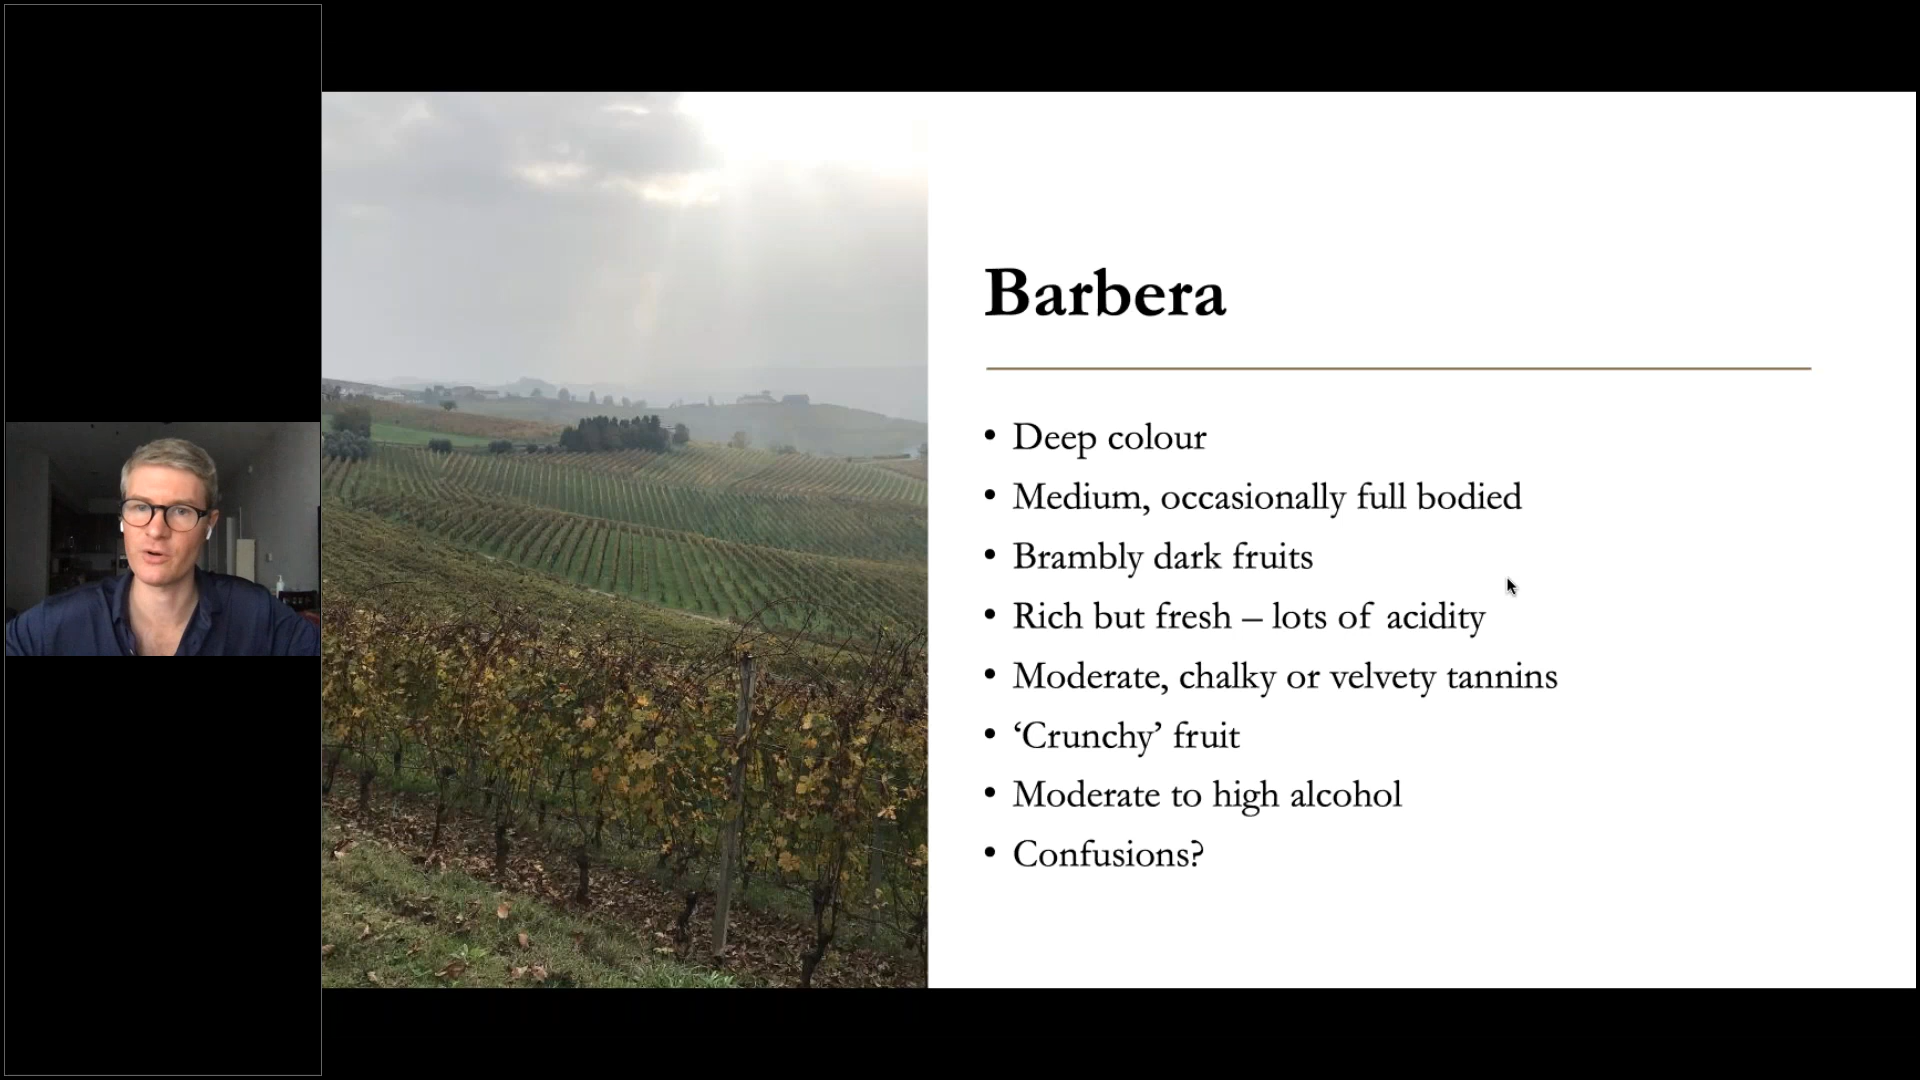 Barbera
• Deep colour
• Medium, occasionally full bodied
• Brambly dark fruits
• Rich but fresh – lots of acidity
• Moderate, chalky or velvety tannins
• ‘Crunchy’ fruit
• Moderate to high alcohol
• Confusions?